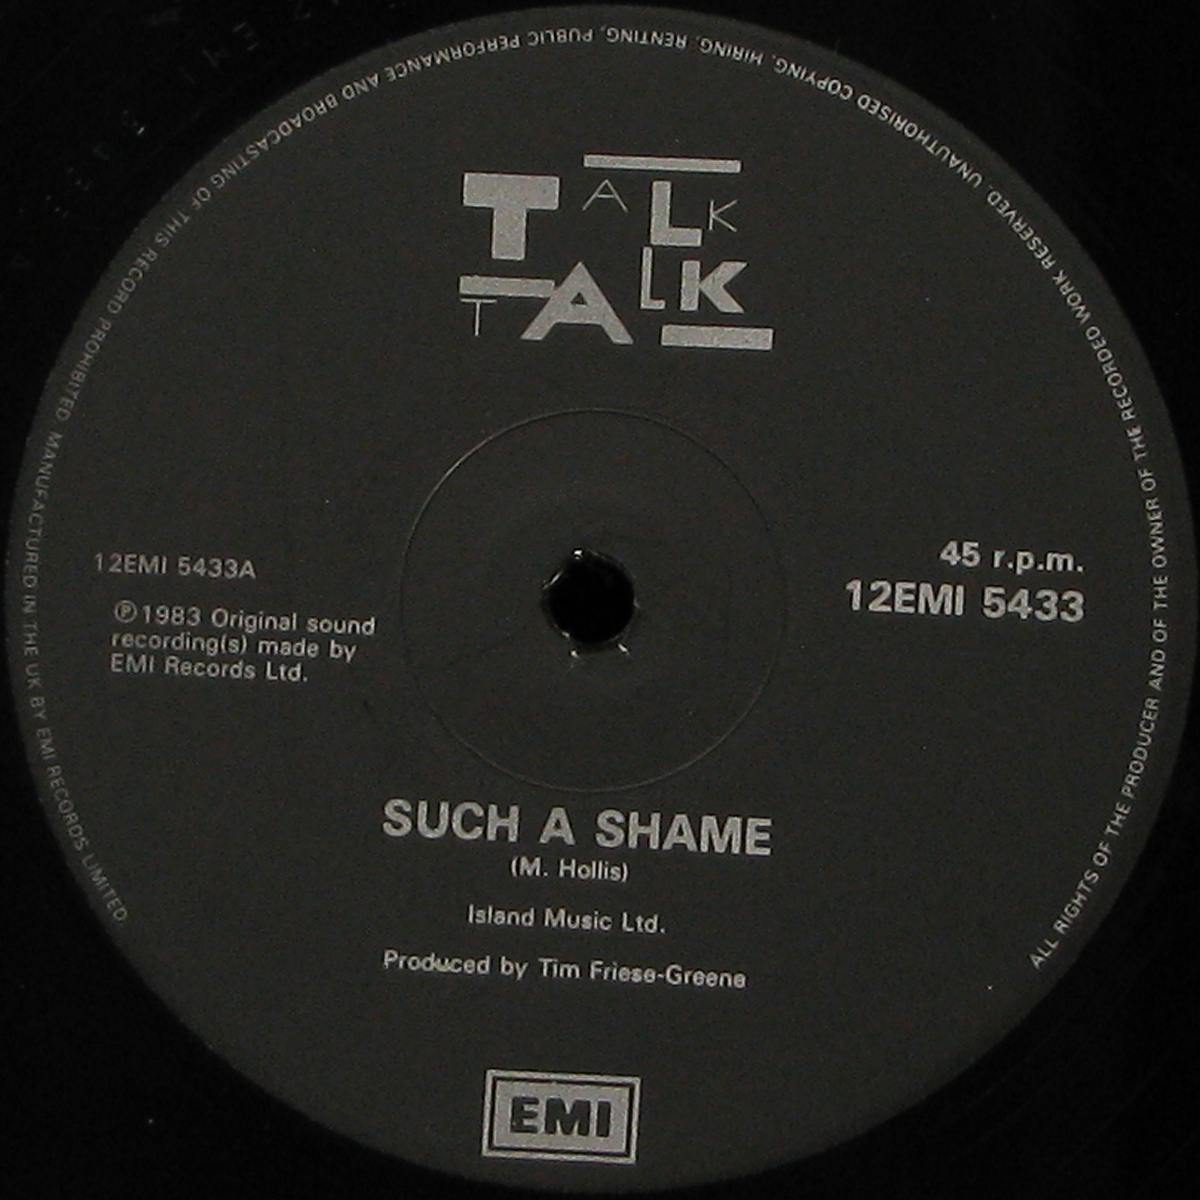 TALK
TALK
45 r.p.m.
12EMI 5433
12EMI 5433A
Ⓟ1983 Original sound
recording(s) made by
EMI Records Ltd.
SUCH A SHAME
(M. Hollis)
Island Music Ltd.
Produced by Tim Friese-Greene
EMI
ALL RIGHTS OF THE PRODUCER AND OF THE OWNER OF THE RECORDED WORK RESERVED. UNAUTHORISED COPYING, HIRING, RENTING, PUBLIC PERFORMANCE AND BROADCASTING OF THIS RECORD PROHIBITED. MANUFACTURED IN THE UK BY EMI RECORDS LIMITED.